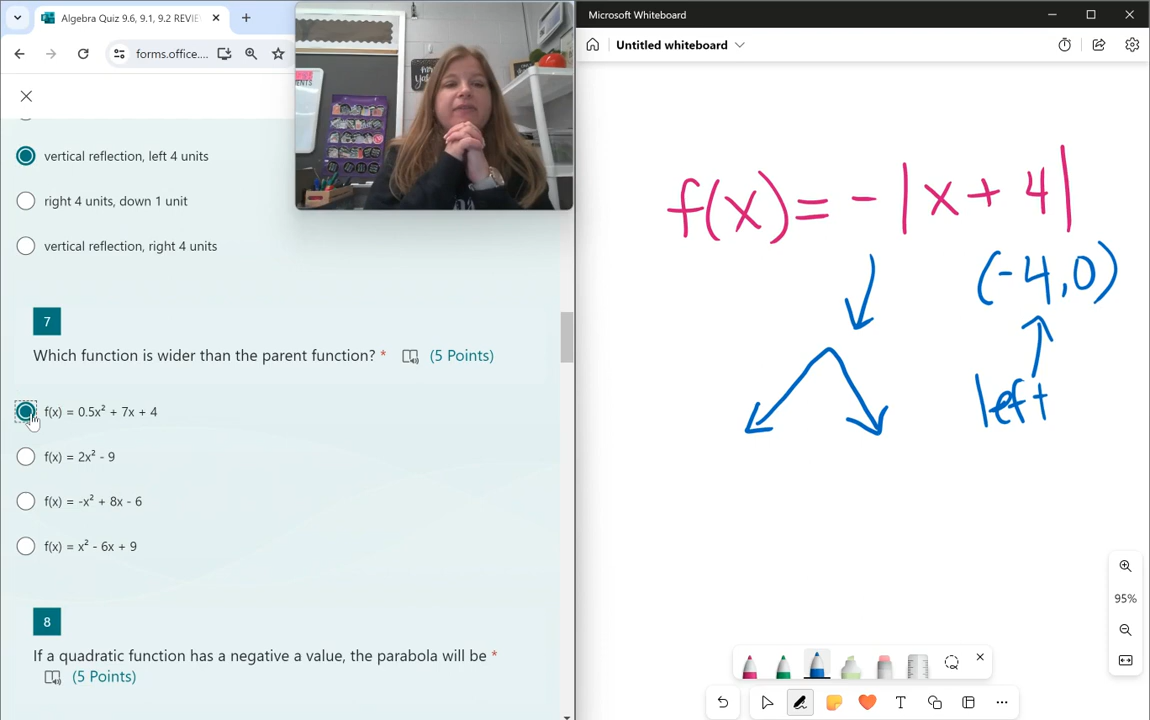 Algebra Quiz 9.6, 9.1, 9.2 REVIE
Microsoft Whiteboard
forms.office....
Untitled whiteboard
vertical reflection, left 4 units
right 4 units, down 1 unit
vertical reflection, right 4 units
f(x) = - |x + 4|
(-4,0)
left
7
Which function is wider than the parent function? * (5 Points)
f(x) = 0.5x² + 7x + 4
f(x) = 2x² - 9
f(x) = -x² + 8x - 6
f(x) = x² - 6x + 9
8
If a quadratic function has a negative a value, the parabola will be *
(5 Points)
95%